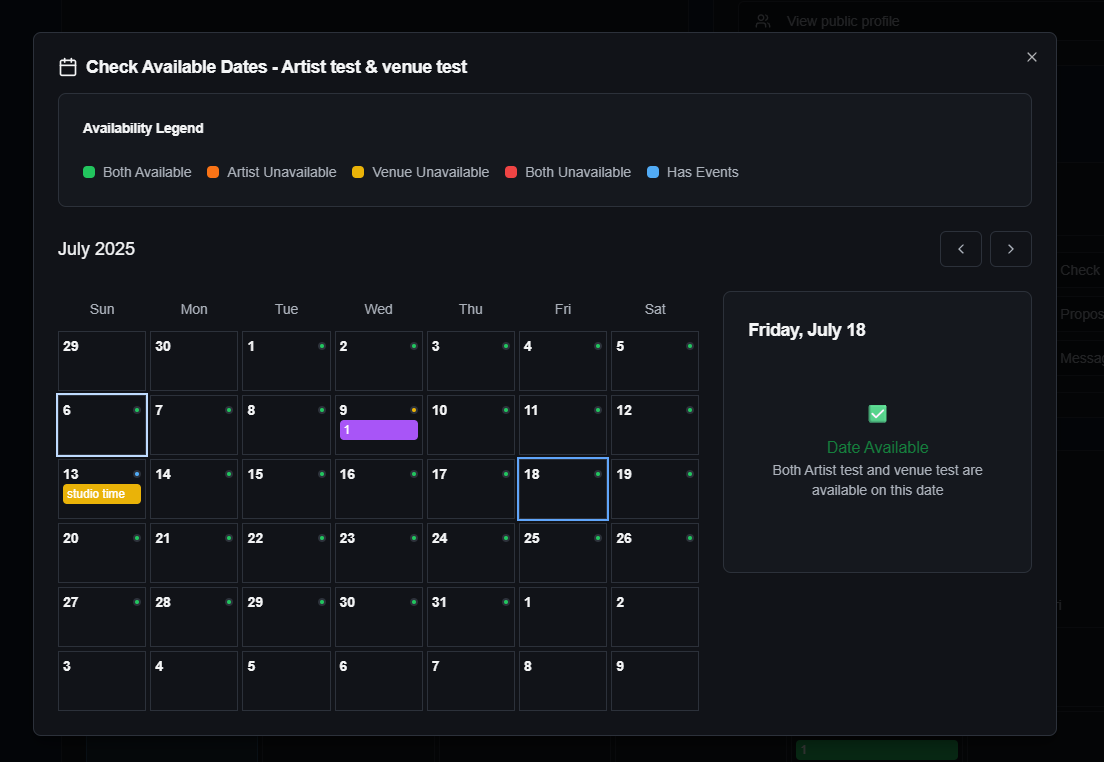 View public profile
Check Available Dates - Artist test & venue test
Availability Legend
Both Available Artist Unavailable Venue Unavailable Both Unavailable Has Events
July 2025
Sun Mon Tue Wed Thu Fri Sat
29 30 1 2 3 4 5
6 7 8 9 10 11 12
1
13 14 15 16 17 18 19
studio time
20 21 22 23 24 25 26
27 28 29 30 31 1 2
3 4 5 6 7 8 9
Friday, July 18
Date Available
Both Artist test and venue test are
available on this date
Check
Propos
Messag
1